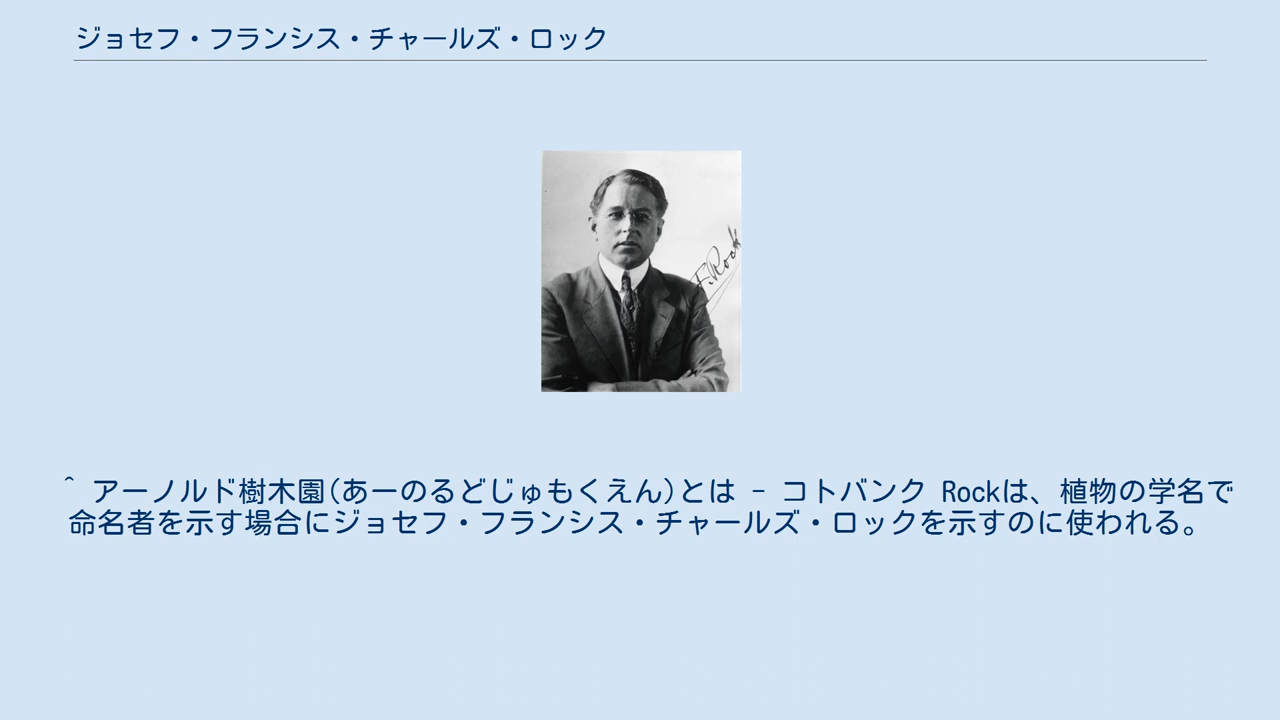 ジョセフ・フランシス・チャールズ・ロック
F. Rock
^ アーノルド樹木園(あーのるどじゅもくえん)とは - コトバンク Rockは、植物の学名で
命名者を示す場合にジョセフ・フランシス・チャールズ・ロックを示すのに使われる。